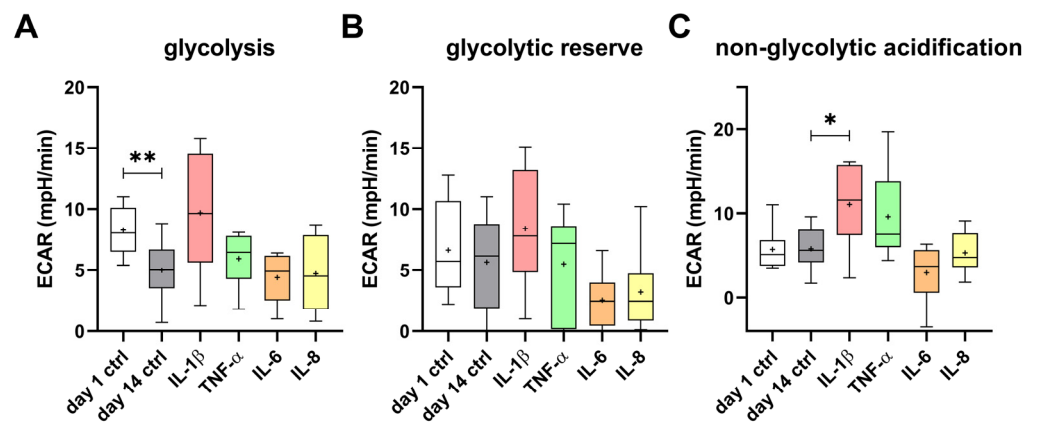 A
glycolysis
ECAR (mpH/min)
20
15
10
5
0
**
day 1 ctrl
day 14 ctrl
IL-1β
TNF-α
IL-6
IL-8
B
glycolytic reserve
ECAR (mpH/min)
20
15
10
5
0
day 1 ctrl
day 14 ctrl
IL-1β
TNF-α
IL-6
IL-8
C
non-glycolytic acidification
ECAR (mpH/min)
20
10
0
*
day 1 ctrl
day 14 ctrl
IL-1β
TNF-α
IL-6
IL-8